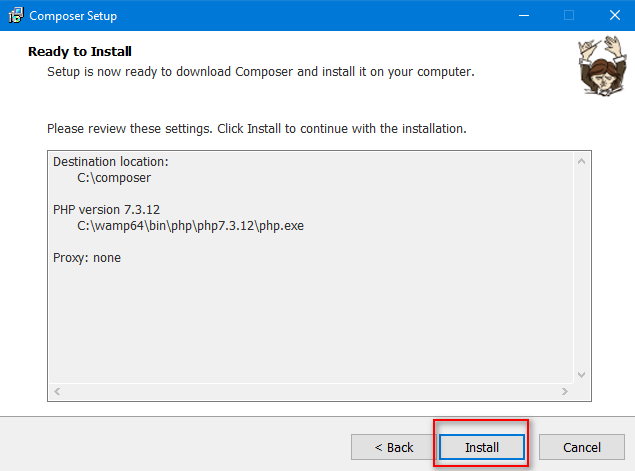 Composer Setup
Ready to Install
Setup is now ready to download Composer and install it on your computer.
Please review these settings. Click Install to continue with the installation.
Destination location:
C:\composer
PHP version 7.3.12
C:\wamp64\bin\php\php7.3.12\php.exe
Proxy: none
< Back
Install
Cancel